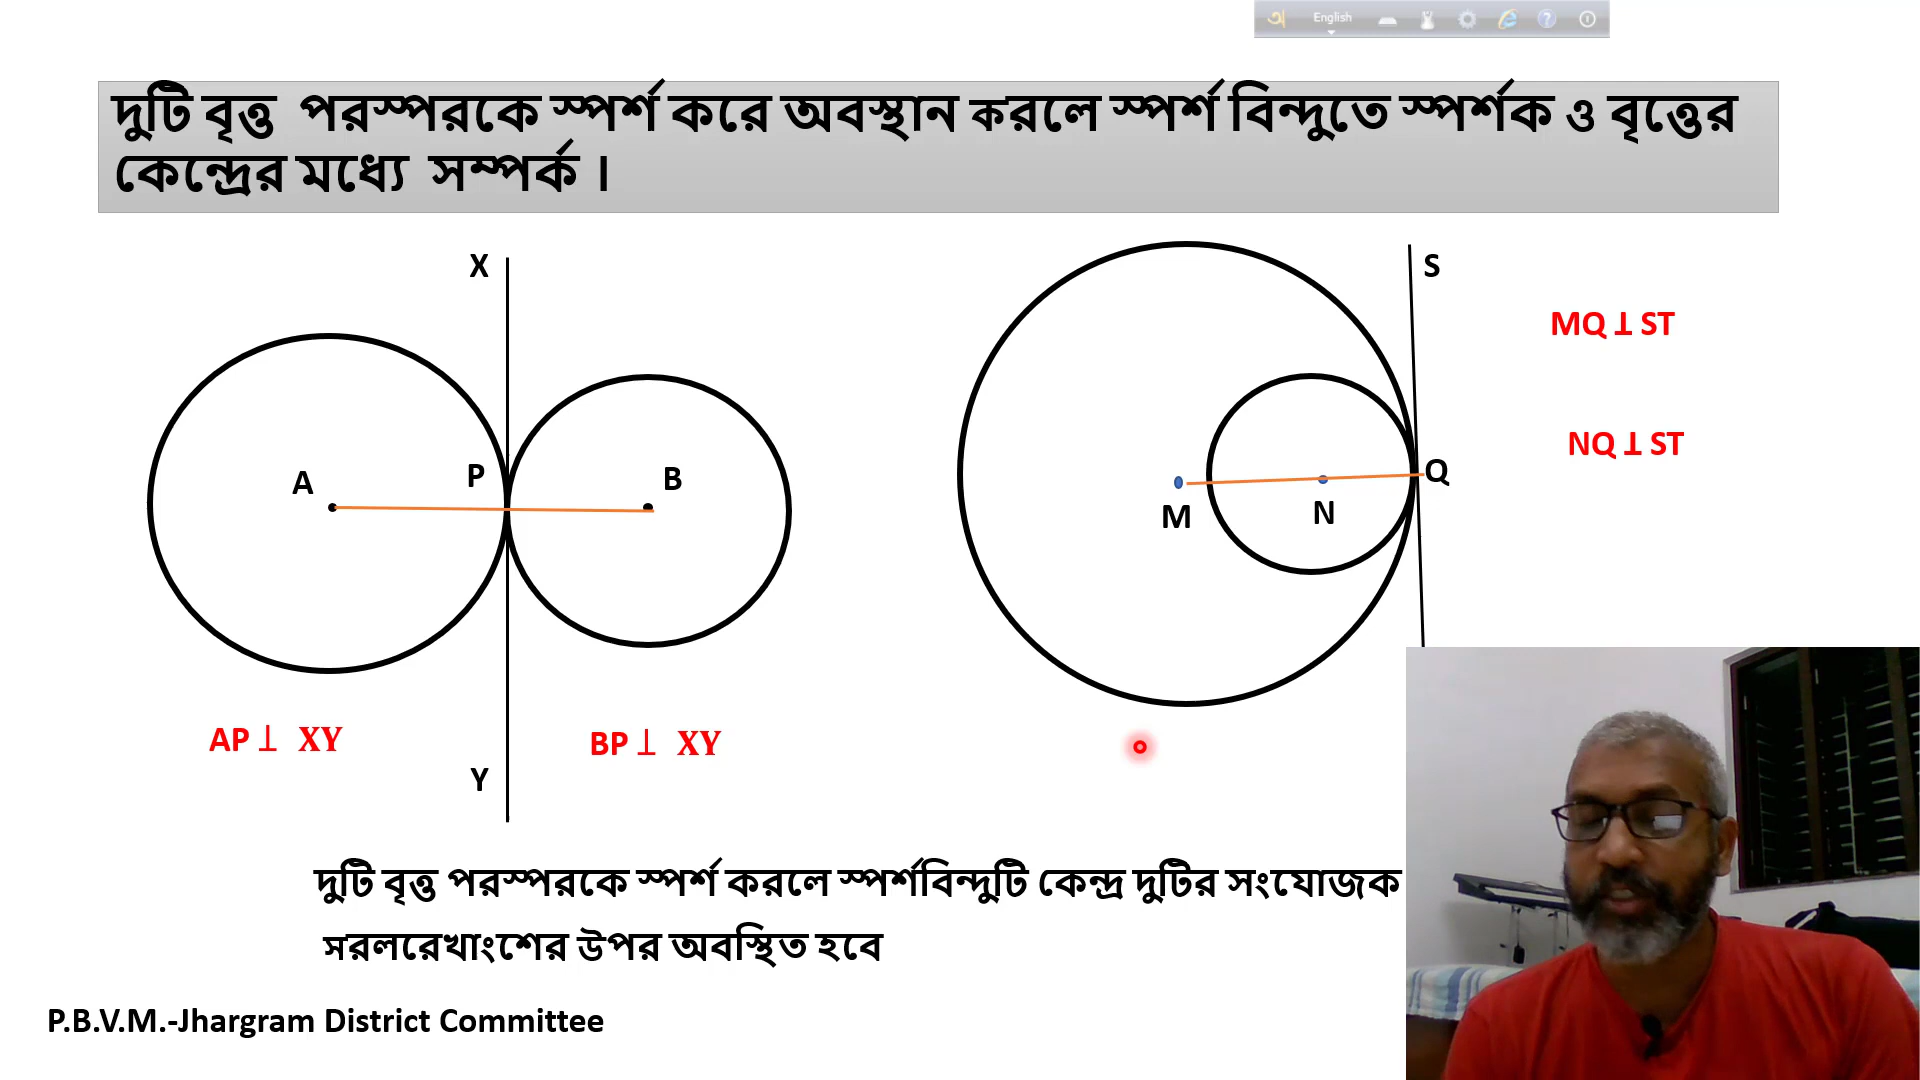 English
দুটি বৃত্ত পরস্পরকে স্পর্শ করে অবস্থান করলে স্পর্শ বিন্দুতে স্পর্শক ও বৃত্তের
কেন্দ্রের মধ্যে সম্পর্ক ।
X
S
MQ ⊥ ST
NQ ⊥ ST
A
P
B
Q
M
N
AP ⊥ XY
BP ⊥ XY
Y
দুটি বৃত্ত পরস্পরকে স্পর্শ করলে স্পর্শবিন্দুটি কেন্দ্র দুটির সংযোজক
সরলরেখাংশের উপর অবস্থিত হবে
P.B.V.M.-Jhargram District Committee